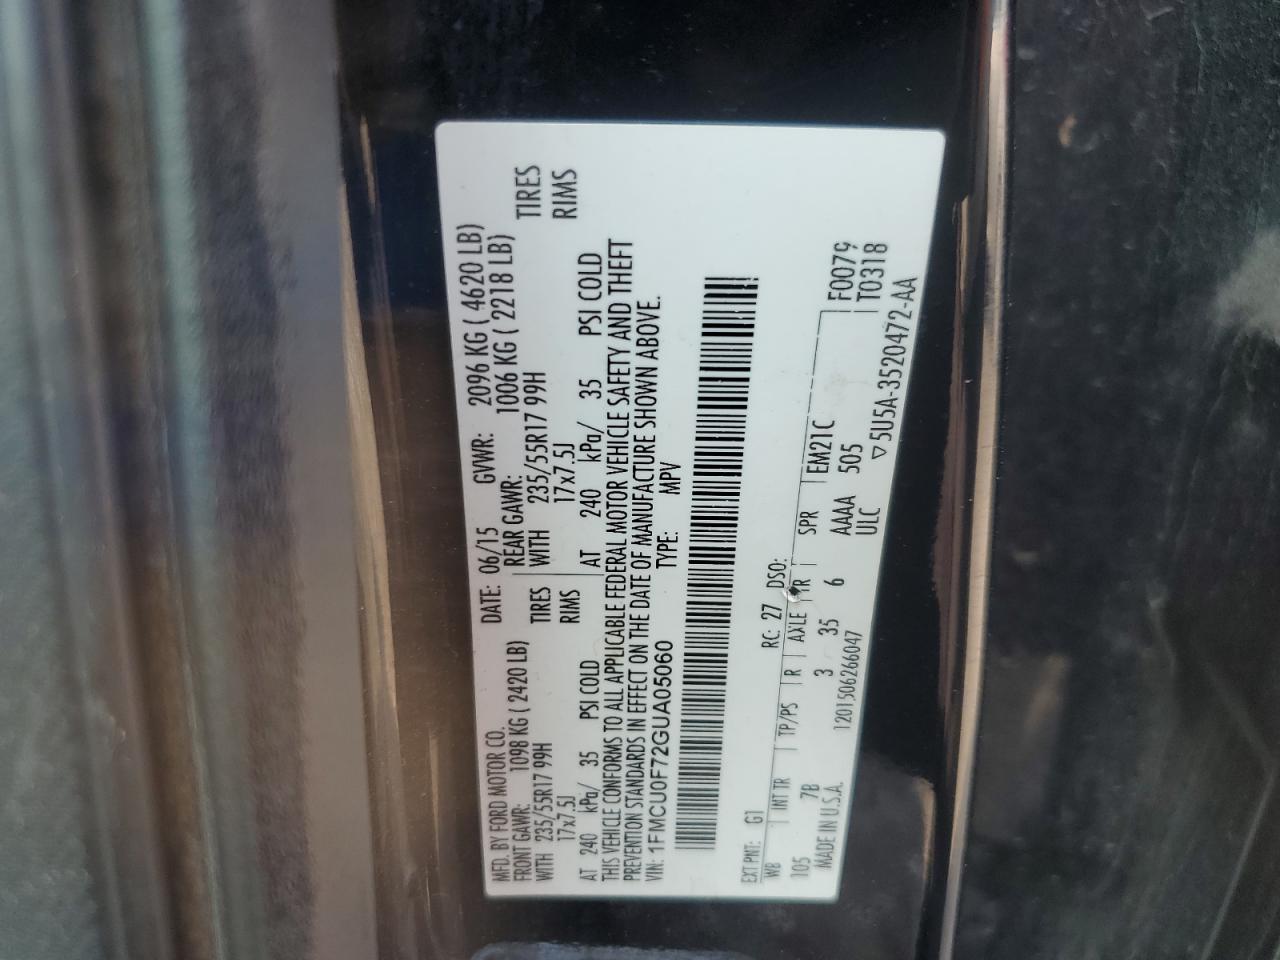 MFD. BY FORD MOTOR CO.
DATE: 06/15 GVWR: 2096 KG ( 4620 LB)
FRONT GAWR: 1098 KG ( 2420 LB) REAR GAWR: 1006 KG ( 2218 LB)
WITH 235/55R17 99H TIRES WITH 235/55R17 99H TIRES
17x7.5J RIMS 17x7.5J RIMS
AT 240 kPa/ 35 PSI COLD AT 240 kPa/ 35 PSI COLD
THIS VEHICLE CONFORMS TO ALL APPLICABLE FEDERAL MOTOR VEHICLE SAFETY AND THEFT
PREVENTION STANDARDS IN EFFECT ON THE DATE OF MANUFACTURE SHOWN ABOVE.
VIN: 1FMCU0F72GUA05060 TYPE: MPV
EXT PNT: G1 RC: 27 DSO:
WB INT TR TP/PS R AXLE TR SPR EM21C F0079
105 7B 3 35 6 AAAA 505 T0318
ULC
MADE IN U.S.A. 1201506266047 ▽5U5A-3520472-AA